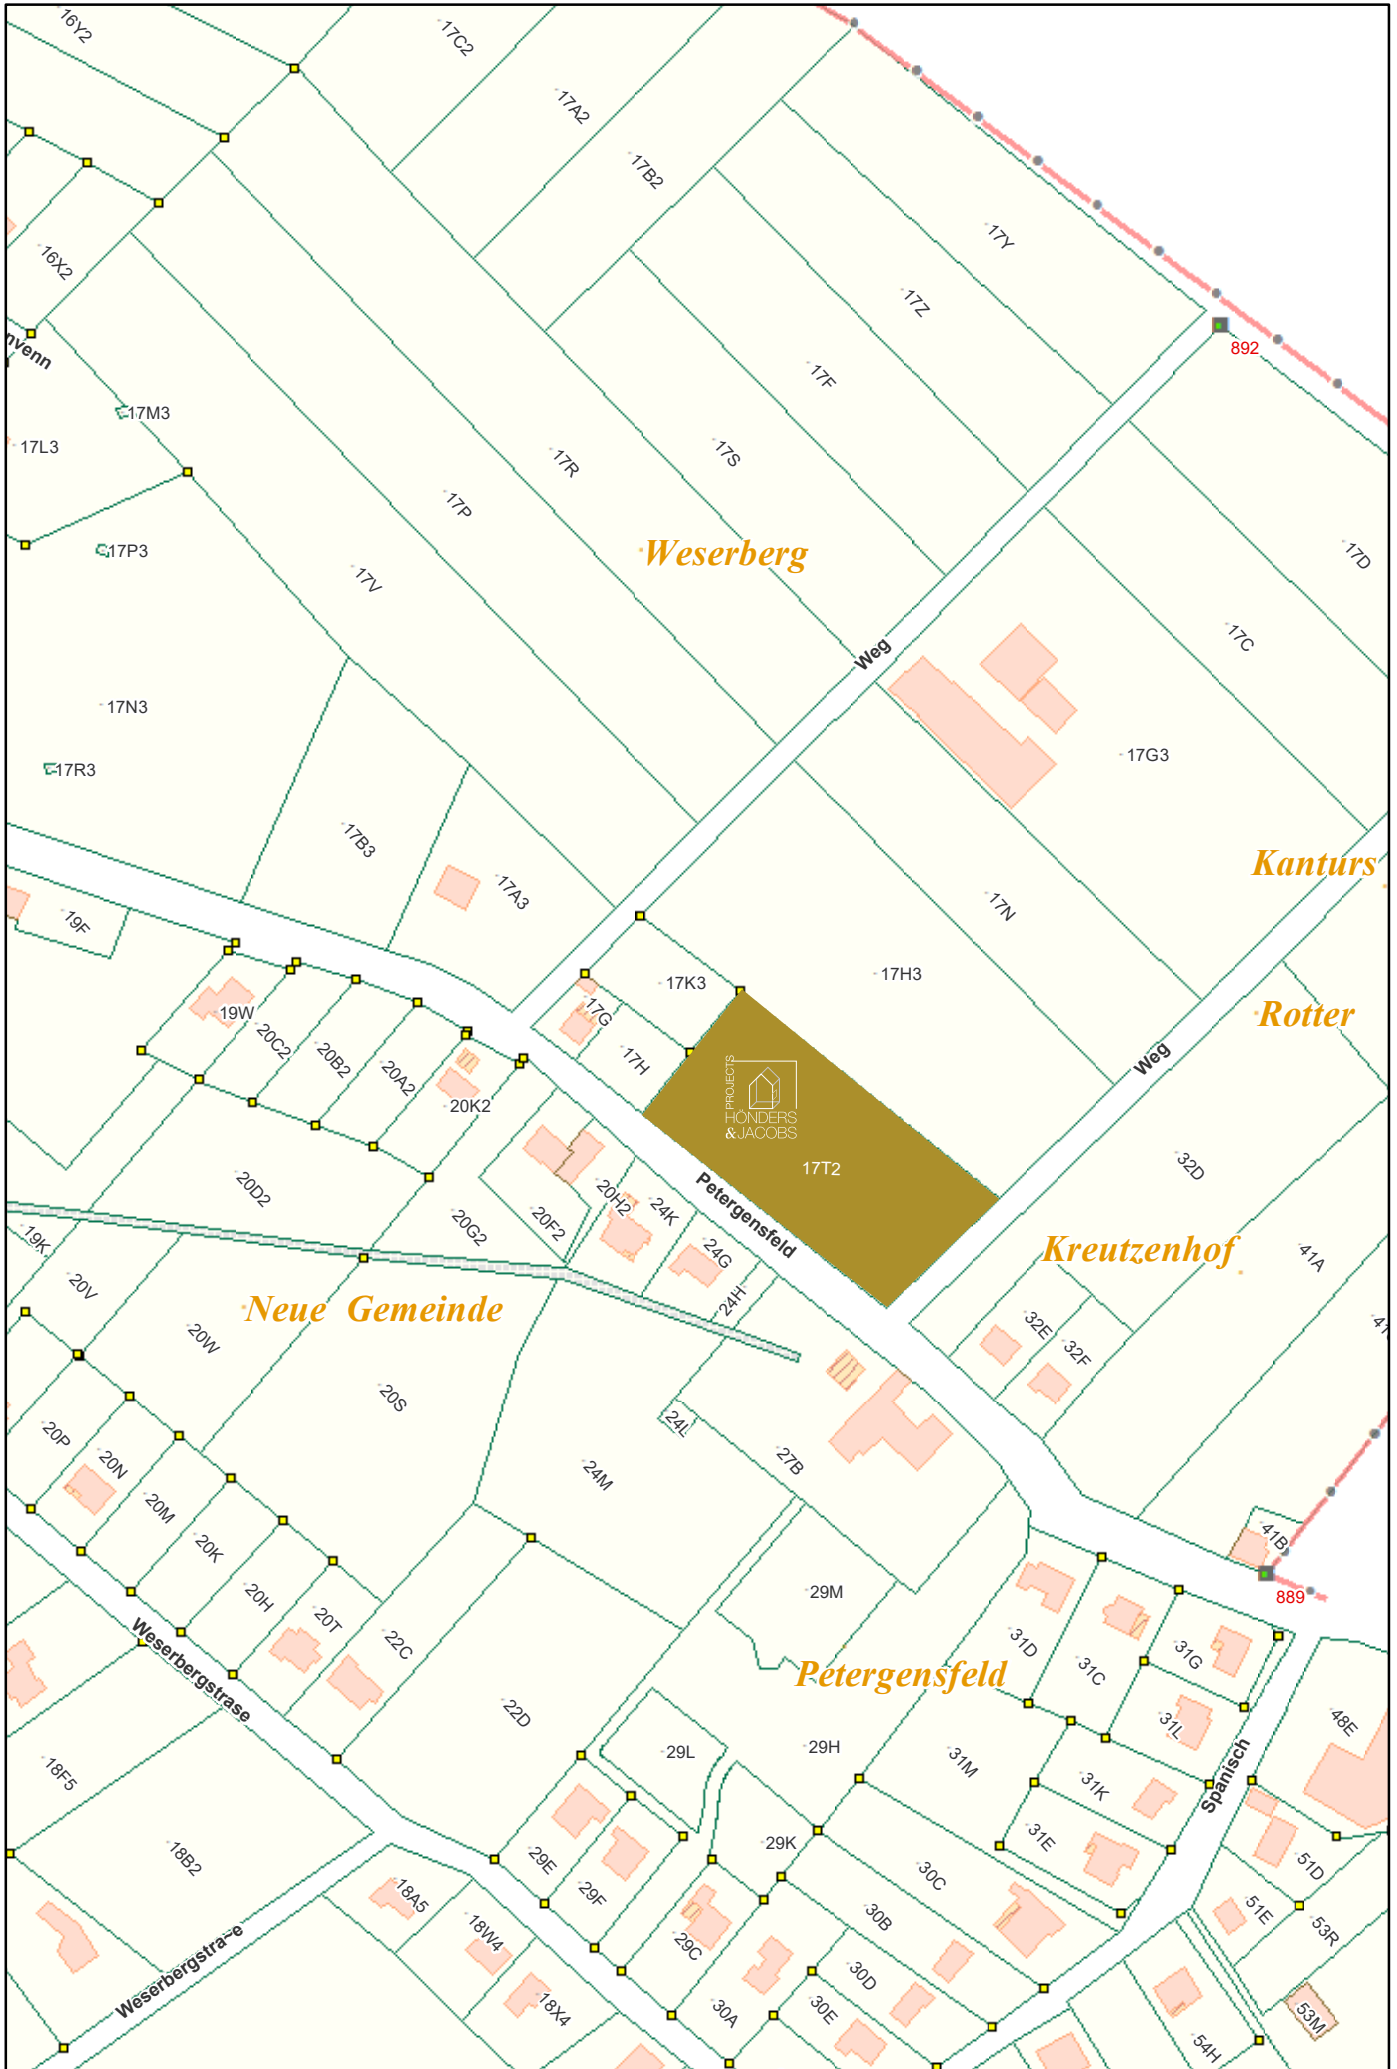 16Y2
17C2
17A2
17B2
17Y
16X2
17Z
nvenn
892
17F
17M3
17L3
17S
17R
17P
Weserberg
17D
17P3
17V
17C
Weg
17N3
17G3
17R3
17B3
Kanturs
17A3
17N
19F
17H3
17K3
19W
17G
Rotter
20C2
20B2
17H
Weg
20A2
PROJECTS
HÖNDERS
&JACOBS
20K2
17T2
32D
20D2
20H2
24K
Petergensfeld
20F2
20G2
19K
24G
Kreutzenhof
41A
20V
24H
Neue Gemeinde
32E
20W
32F
41
20S
24L
20P
27B
20N
24M
20M
41B
20K
29M
889
20H
20T
22C
31D
31G
31C
Weserbergstrase
Petergensfeld
22D
31L
48E
29L
29H
31M
Spanisch
18F5
31K
31E
29K
18B2
29E
30C
51D
18A5
29F
30B
51E
53R
18W4
29C
Weserbergstra~e
30D
18X4
30A
30E
53M
54H